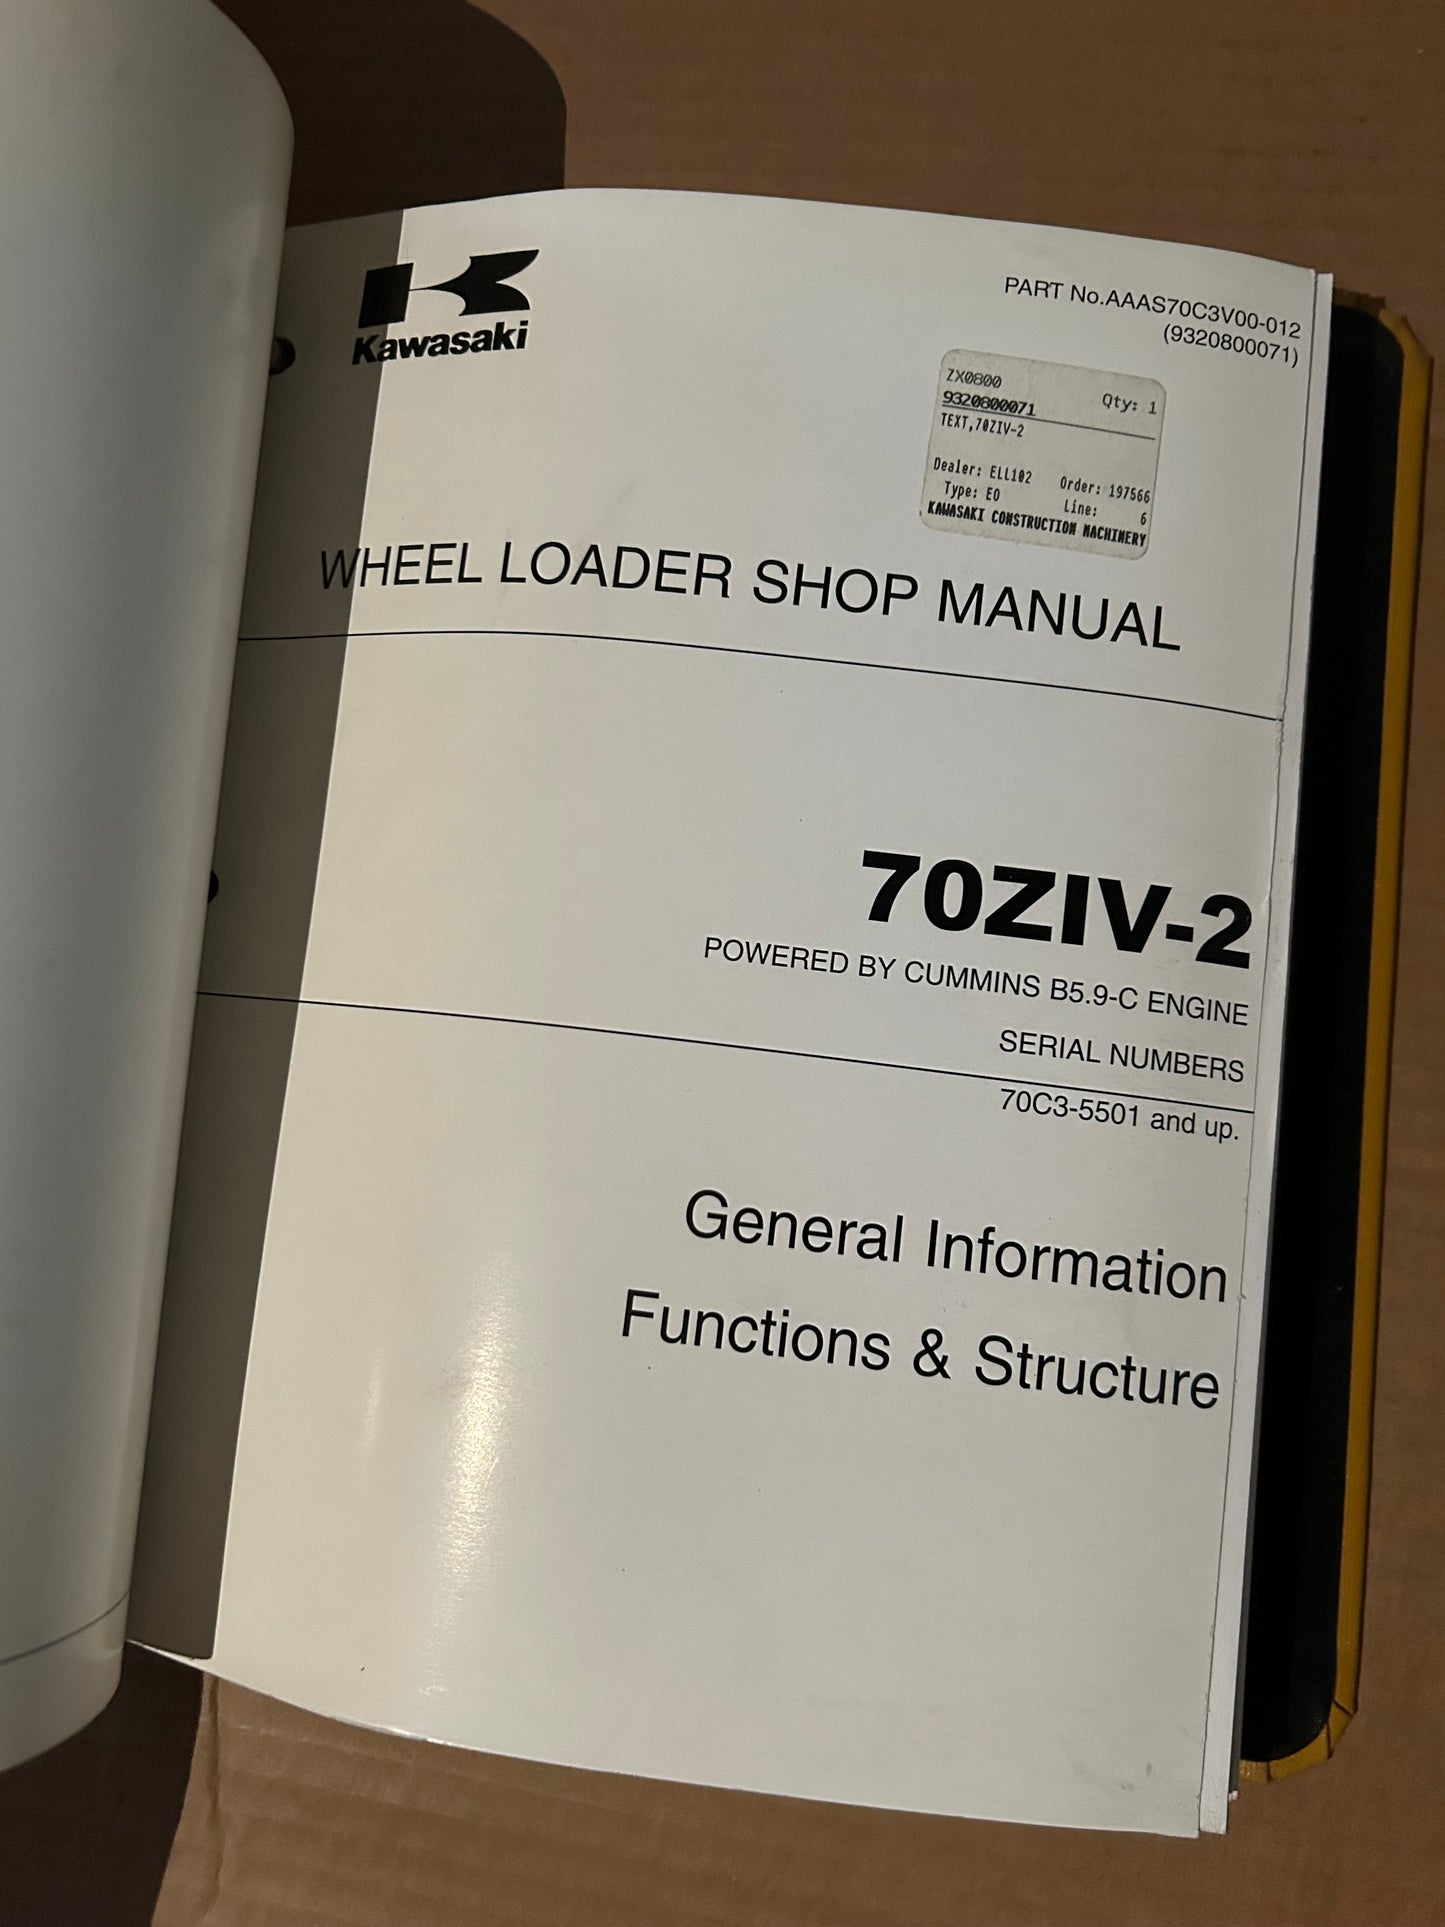 Kawasaki
PART No.AAAS70C3V00-012
(9320800071)
ZX0800
9320800071 Qty: 1
TEXT,70ZIV-2
Dealer: ELL102 Order: 197566
Type: EO Line: 6
KAWASAKI CONSTRUCTION MACHINERY
WHEEL LOADER SHOP MANUAL
70ZIV-2
POWERED BY CUMMINS B5.9-C ENGINE
SERIAL NUMBERS
70C3-5501 and up.
General Information
Functions & Structure